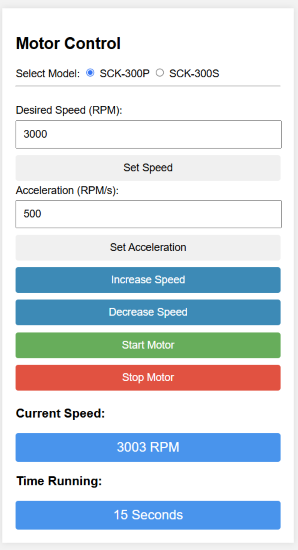 Motor Control
Select Model: SCK-300P SCK-300S
Desired Speed (RPM):
3000
Set Speed
Acceleration (RPM/s):
500
Set Acceleration
Increase Speed
Decrease Speed
Start Motor
Stop Motor
Current Speed:
3003 RPM
Time Running:
15 Seconds